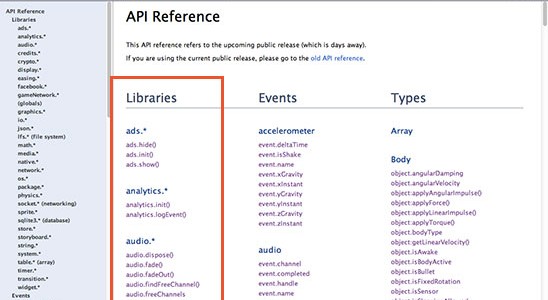 API Reference
Libraries
ads.*
analytics.*
audio.*
credits.*
crypto.*
display.*
easing.*
facebook.*
gameNetwork.*
(globals)
graphics.*
io.*
json.*
lfs.* (file system)
math.*
media.*
native.*
network.*
os.*
package.*
physics.*
socket.* (networking)
sprite.*
sqlite3.* (database)
store.*
storyboard.*
string.*
system.*
table.* (array)
timer.*
transition.*
widget.*
Events
API Reference
This API reference refers to the upcoming public release (which is days away).
If you are using the current public release, please go to the old API reference.
Libraries
ads.*
ads.hide()
ads.init()
ads.show()
analytics.*
analytics.init()
analytics.logEvent()
audio.*
audio.dispose()
audio.fade()
audio.fadeOut()
audio.findFreeChannel()
audio.freeChannels
Events
accelerometer
event.deltaTime
event.isShake
event.name
event.xGravity
event.xInstant
event.yGravity
event.yInstant
event.zGravity
event.zInstant
audio
event.channel
event.completed
event.handle
event.name
Types
Array
Body
object.angularDamping
object.angularVelocity
object.applyAngularImpulse()
object.applyForce()
object.applyLinearImpulse()
object.applyTorque()
object.bodyType
object.getLinearVelocity()
object.isAwake
object.isBodyActive
object.isBullet
object.isFixedRotation
object.isSensor